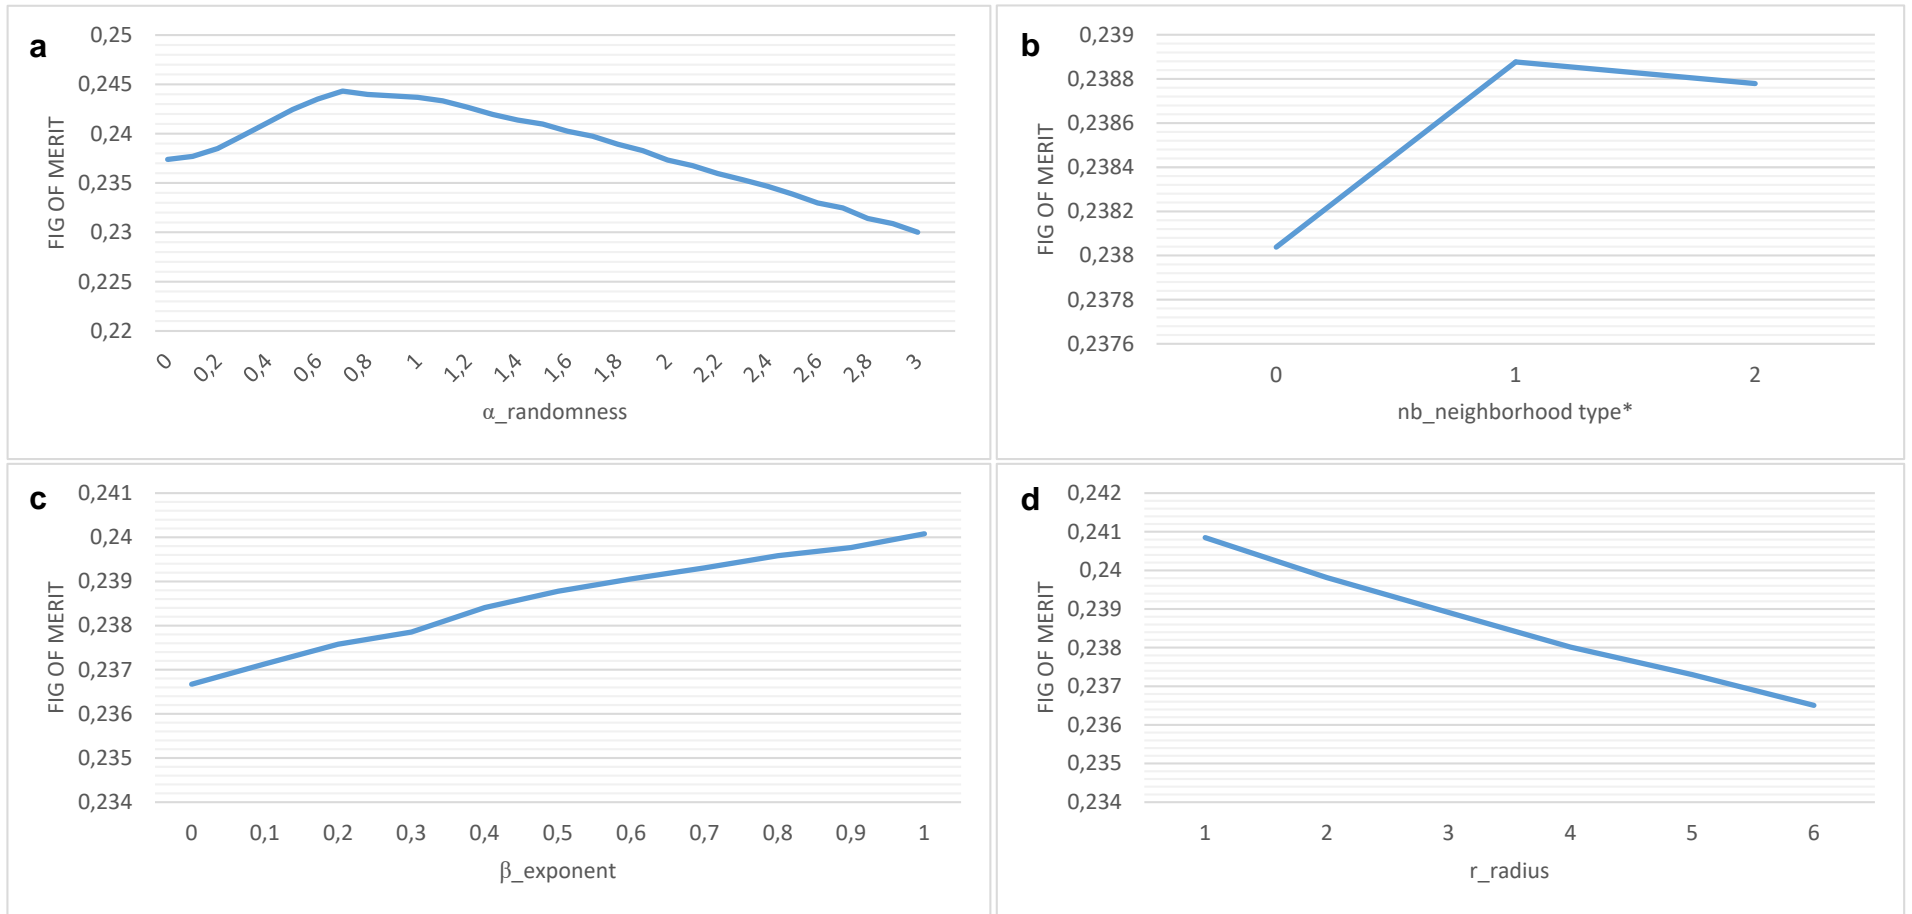 a
FIG OF MERIT
0,25
0,245
0,24
0,235
0,23
0,225
0,22
0 0,2 0,4 0,6 0,8 1 1,2 1,4 1,6 1,8 2 2,2 2,4 2,6 2,8 3
α_randomness
b
FIG OF MERIT
0,239
0,2388
0,2386
0,2384
0,2382
0,238
0,2378
0,2376
0 1 2
nb_neighborhood type*
c
FIG OF MERIT
0,241
0,24
0,239
0,238
0,237
0,236
0,235
0,234
0 0,1 0,2 0,3 0,4 0,5 0,6 0,7 0,8 0,9 1
β_exponent
d
FIG OF MERIT
0,242
0,241
0,24
0,239
0,238
0,237
0,236
0,235
0,234
1 2 3 4 5 6
r_radius